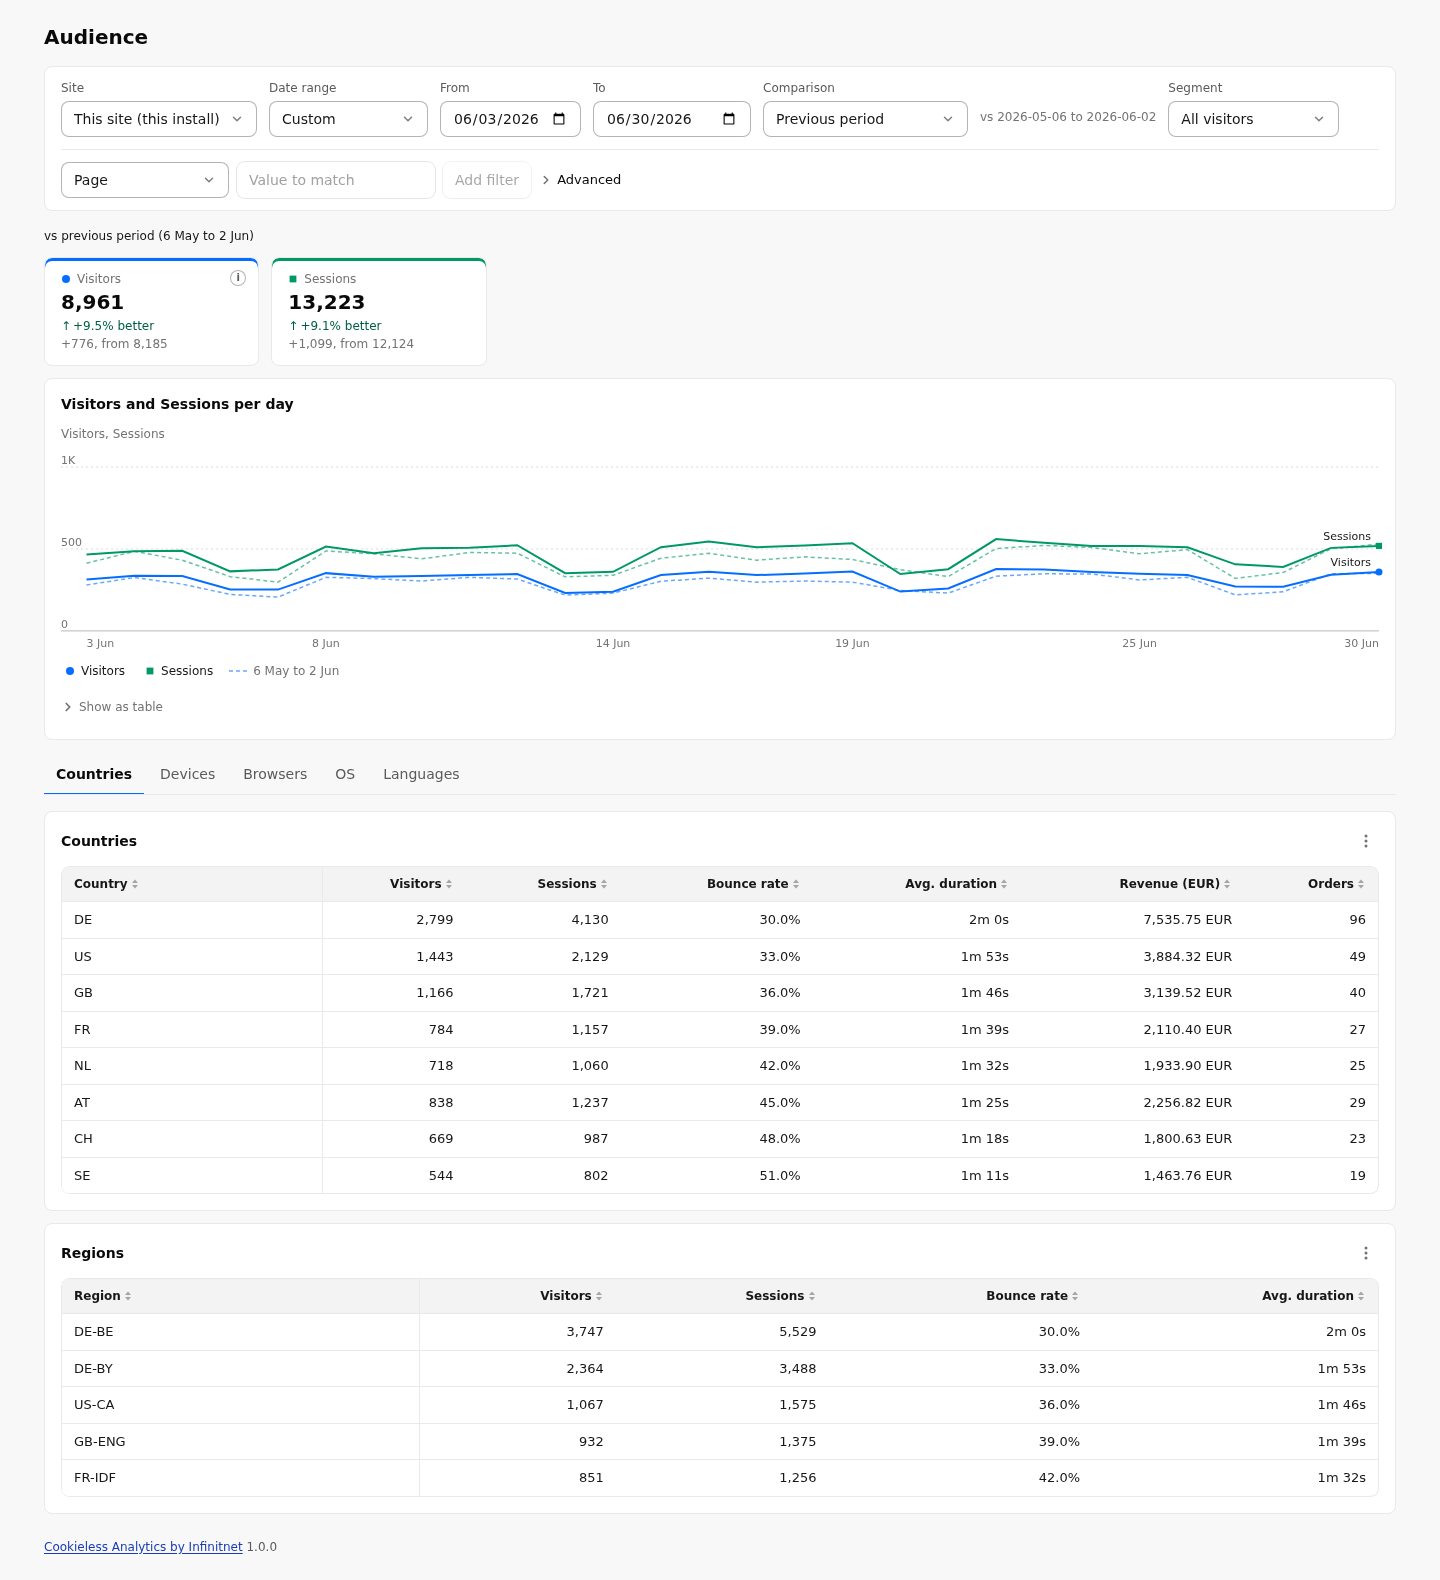 Audience
Site Date range From To Comparison Segment
This site (this install) Custom 06/03/2026 06/30/2026 Previous period vs 2026-05-06 to 2026-06-02 All visitors
Page Value to match Add filter Advanced
vs previous period (6 May to 2 Jun)
Visitors i Sessions
8,961 13,223
↑ +9.5% better ↑ +9.1% better
+776, from 8,185 +1,099, from 12,124
Visitors and Sessions per day
Visitors, Sessions
1K
500
Sessions
Visitors
0
3 Jun 8 Jun 14 Jun 19 Jun 25 Jun 30 Jun
Visitors Sessions 6 May to 2 Jun
Show as table
Countries Devices Browsers OS Languages
Countries
Country Visitors Sessions Bounce rate Avg. duration Revenue (EUR) Orders
DE 2,799 4,130 30.0% 2m 0s 7,535.75 EUR 96
US 1,443 2,129 33.0% 1m 53s 3,884.32 EUR 49
GB 1,166 1,721 36.0% 1m 46s 3,139.52 EUR 40
FR 784 1,157 39.0% 1m 39s 2,110.40 EUR 27
NL 718 1,060 42.0% 1m 32s 1,933.90 EUR 25
AT 838 1,237 45.0% 1m 25s 2,256.82 EUR 29
CH 669 987 48.0% 1m 18s 1,800.63 EUR 23
SE 544 802 51.0% 1m 11s 1,463.76 EUR 19
Regions
Region Visitors Sessions Bounce rate Avg. duration
DE-BE 3,747 5,529 30.0% 2m 0s
DE-BY 2,364 3,488 33.0% 1m 53s
US-CA 1,067 1,575 36.0% 1m 46s
GB-ENG 932 1,375 39.0% 1m 39s
FR-IDF 851 1,256 42.0% 1m 32s
Cookieless Analytics by Infinitnet 1.0.0